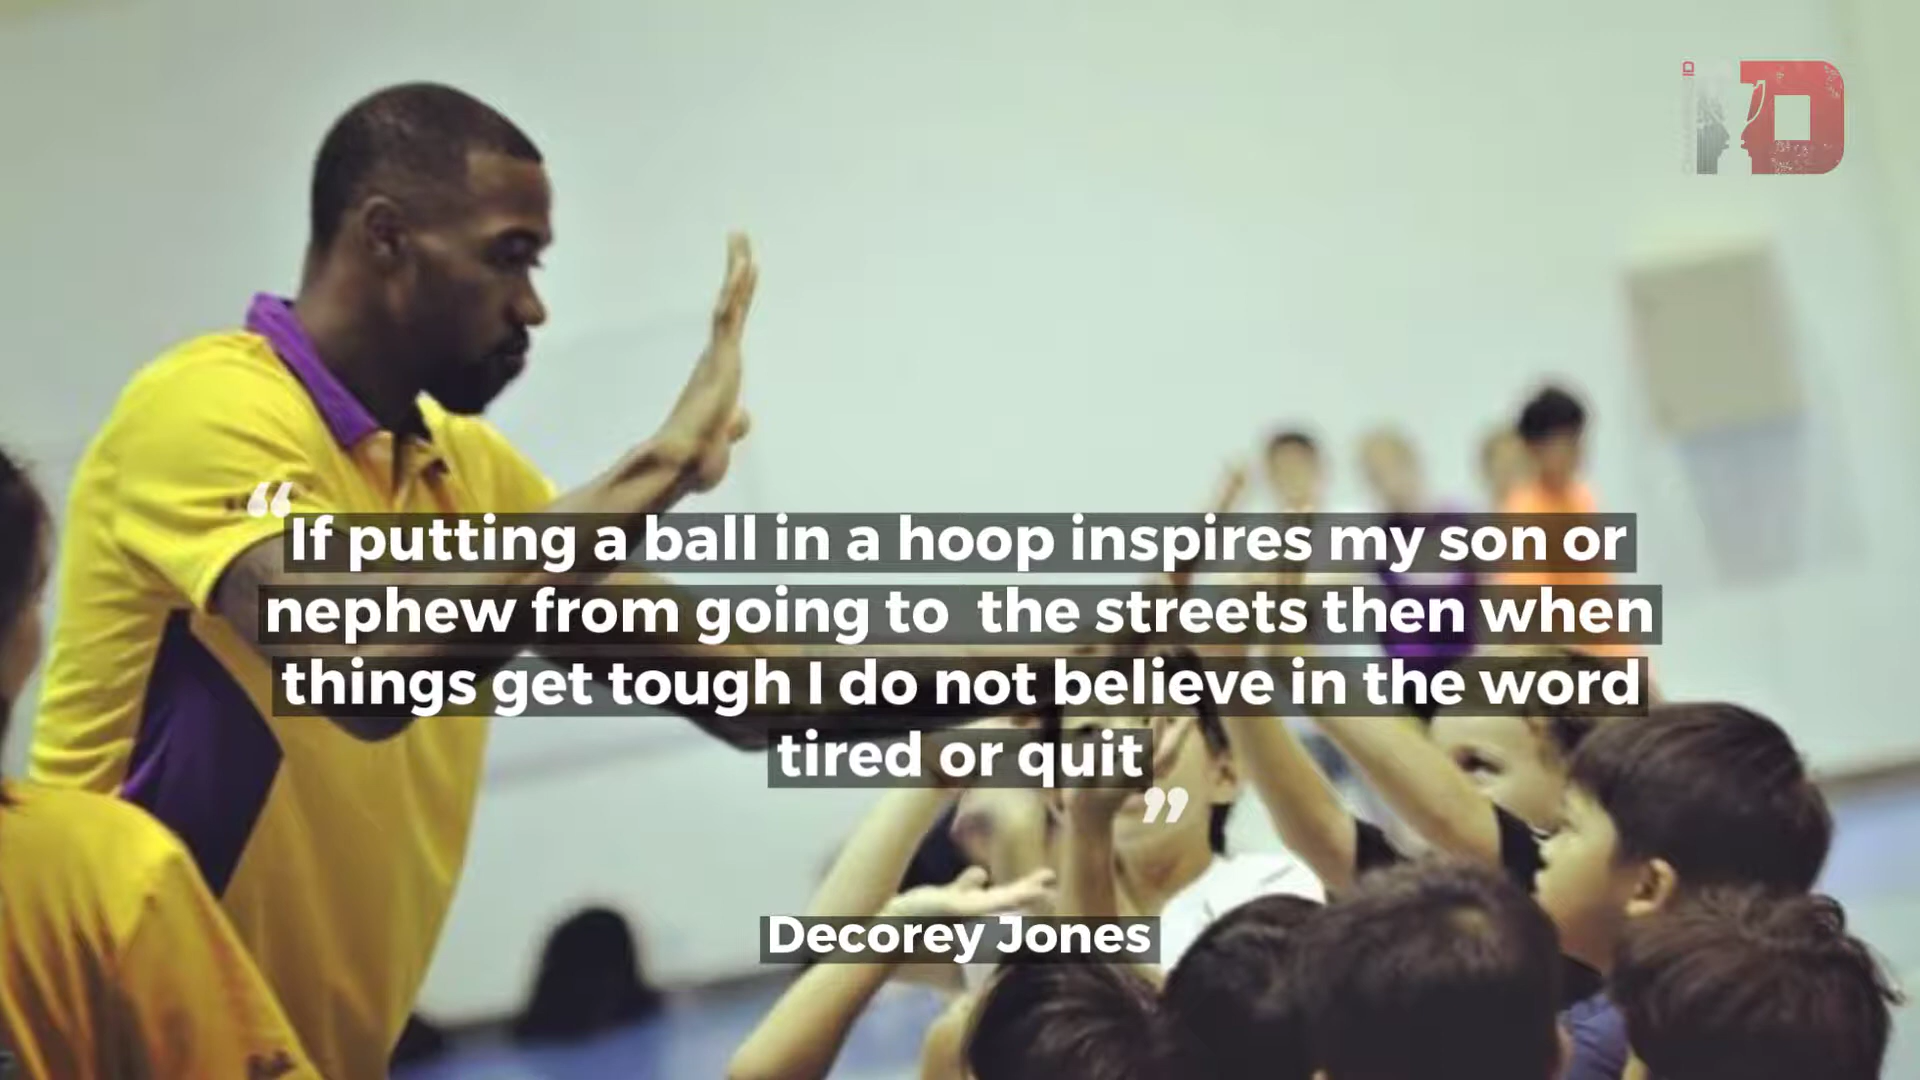 “If putting a ball in a hoop inspires my son or
nephew from going to  the streets then when
things get tough I do not believe in the word
tired or quit”
Decorey Jones